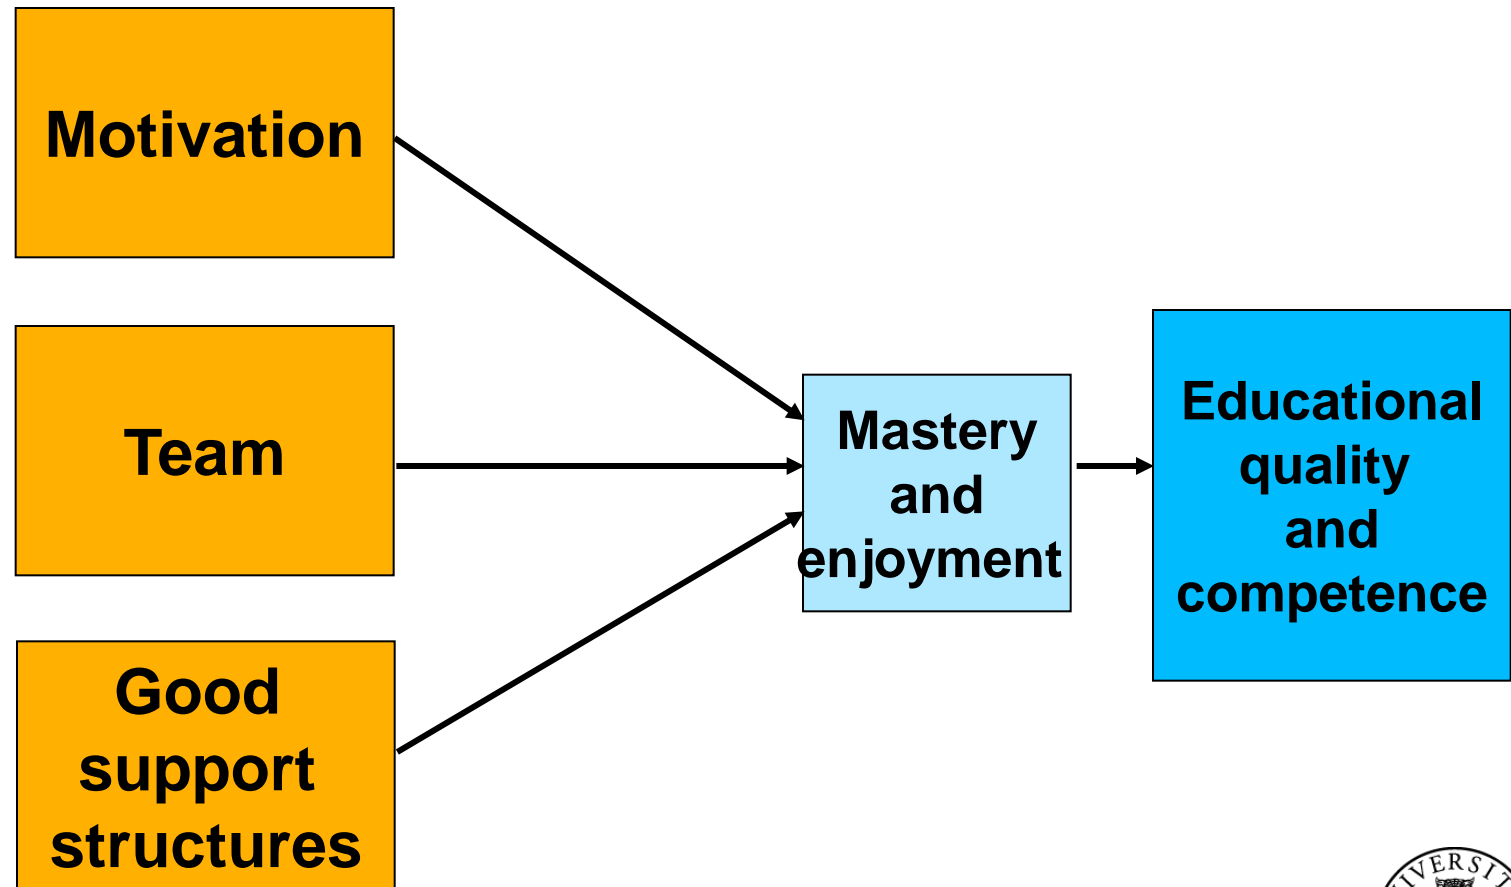 Motivation
Team
Good
support
structures
Mastery
and
enjoyment
Educational
quality
and
competence